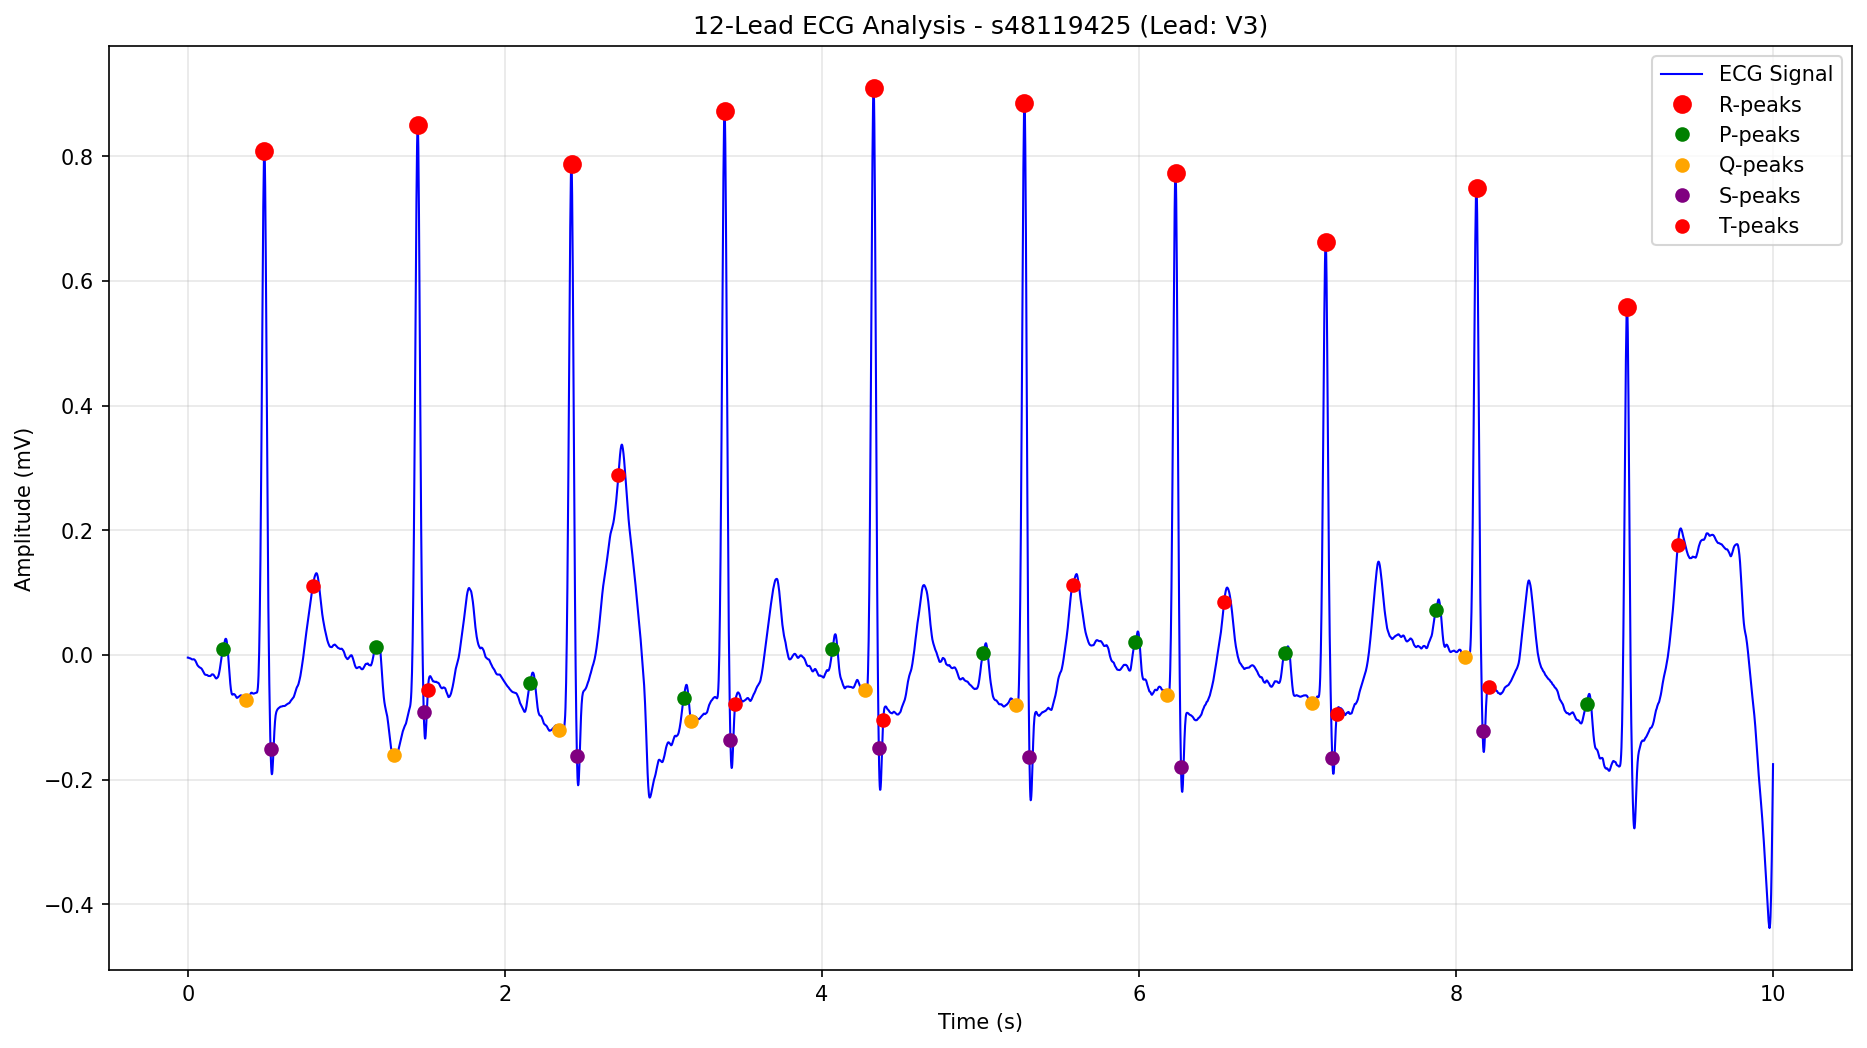 12-Lead ECG Analysis - s48119425 (Lead: V3)
ECG Signal
R-peaks
P-peaks
Q-peaks
S-peaks
T-peaks
Amplitude (mV)
0.8
0.6
0.4
0.2
0.0
−0.2
−0.4
0 2 4 6 8 10
Time (s)